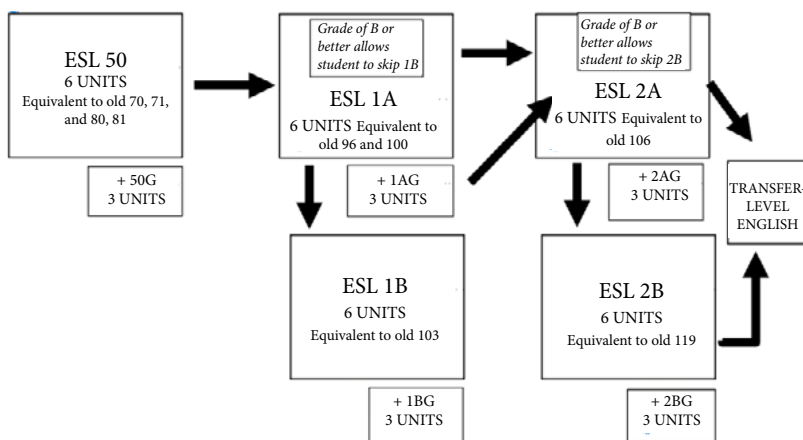 ESL 50
6 UNITS
Equivalent to old 70, 71,
and 80, 81
+ 50G
3 UNITS
Grade of B or
better allows
student to skip 1B
ESL 1A
6 UNITS Equivalent to
old 96 and 100
+ 1AG
3 UNITS
ESL 1B
6 UNITS
Equivalent to old 103
+ 1BG
3 UNITS
Grade of B or
better allows
student to skip 2B
ESL 2A
6 UNITS Equivalent to
old 106
+ 2AG
3 UNITS
ESL 2B
6 UNITS
Equivalent to old 119
+ 2BG
3 UNITS
TRANSFER-
LEVEL
ENGLISH